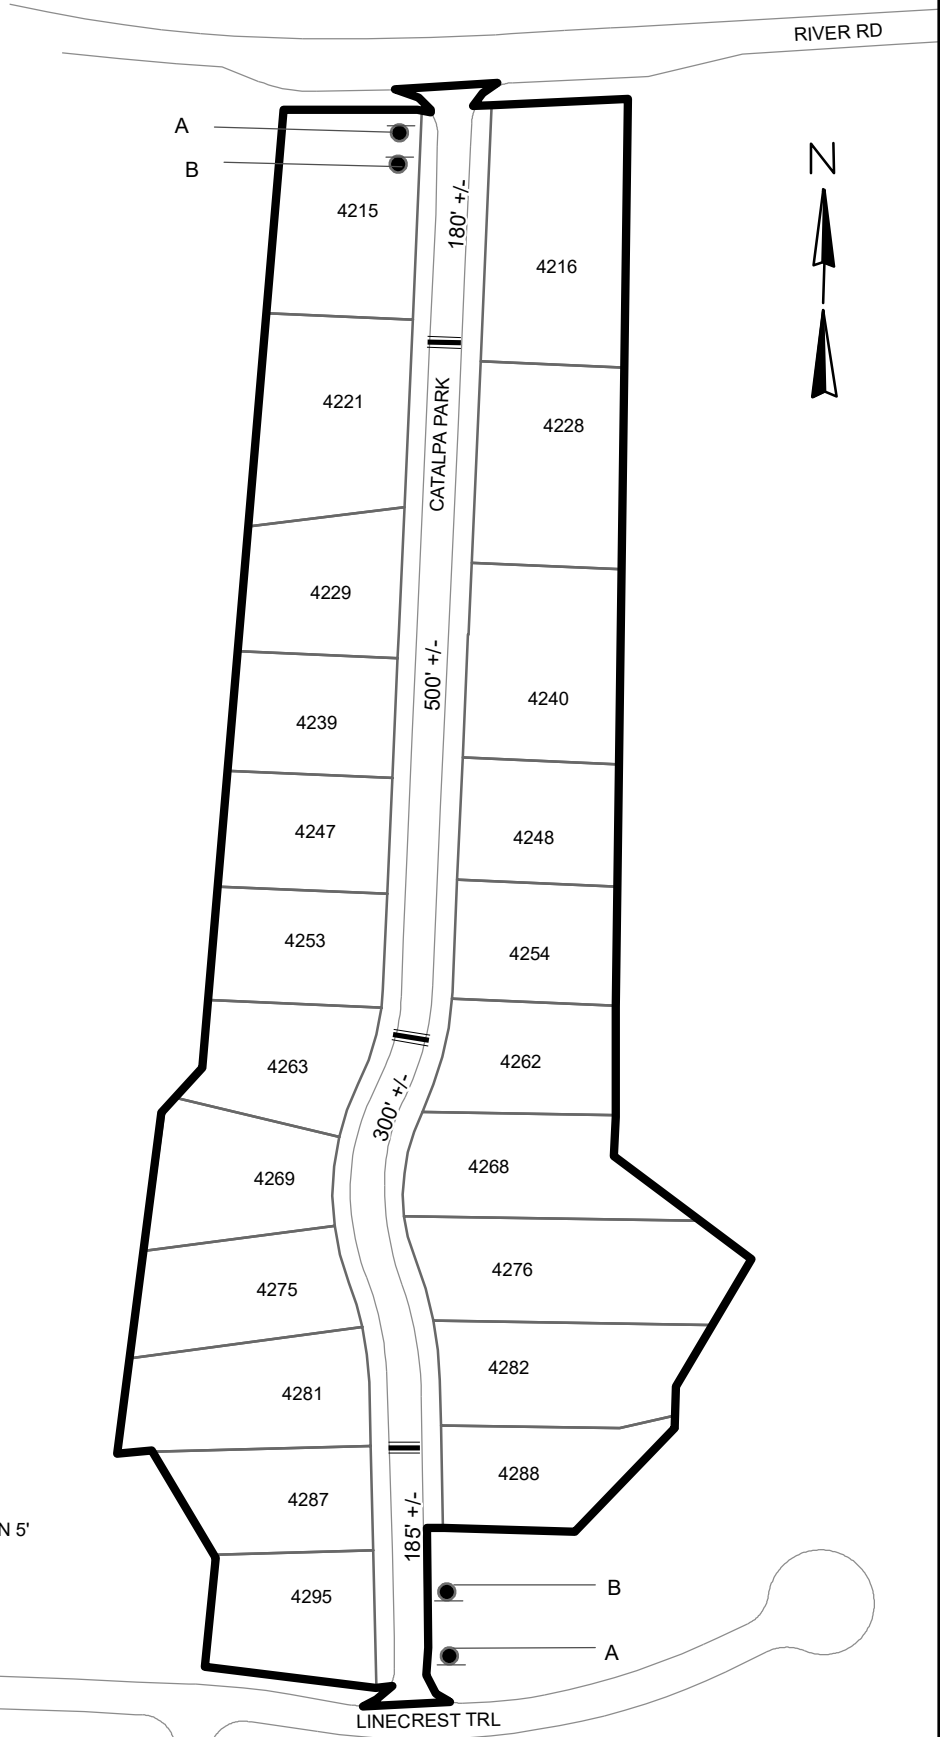 RIVER RD
A
B
N
180' +/-
4215
4216
CATALPA PARK
4221
4228
4229
500' +/-
4240
4239
4247
4248
4253
4254
4263
4262
300' +/-
4269
4268
4275
4276
4281
4282
4287
4288
185' +/-
N 5'
4295
B
A
LINECREST TRL